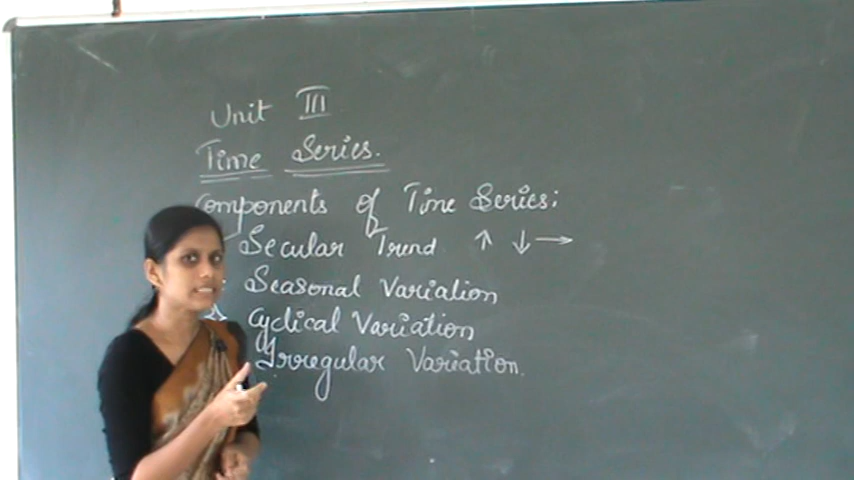 Unit III
Time Series.
Components of Time Series:
Secular Trend ↑ ↓ →
Seasonal Variation
Cyclical Variation
Irregular Variation.